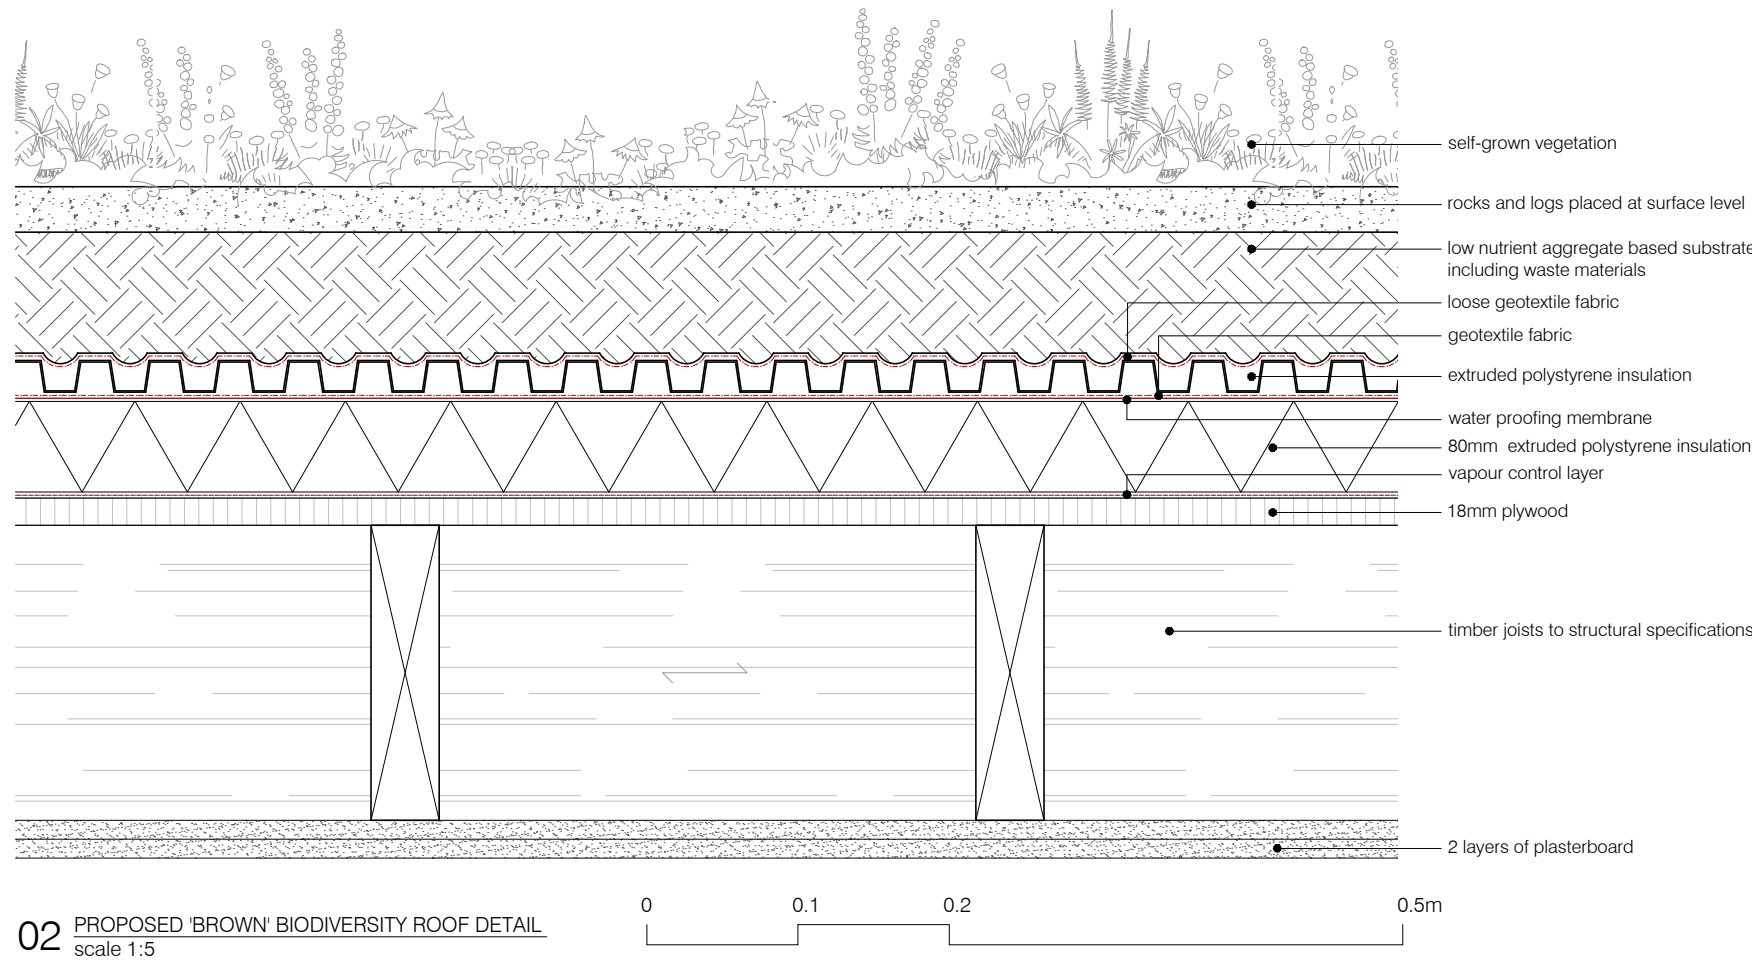 self-grown vegetation
rocks and logs placed at surface level
low nutrient aggregate based substrate
including waste materials
loose geotextile fabric
geotextile fabric
extruded polystyrene insulation
water proofing membrane
80mm extruded polystyrene insulation
vapour control layer
18mm plywood
timber joists to structural specifications
2 layers of plasterboard
0 0.1 0.2 0.5m
02 PROPOSED 'BROWN' BIODIVERSITY ROOF DETAIL
scale 1:5